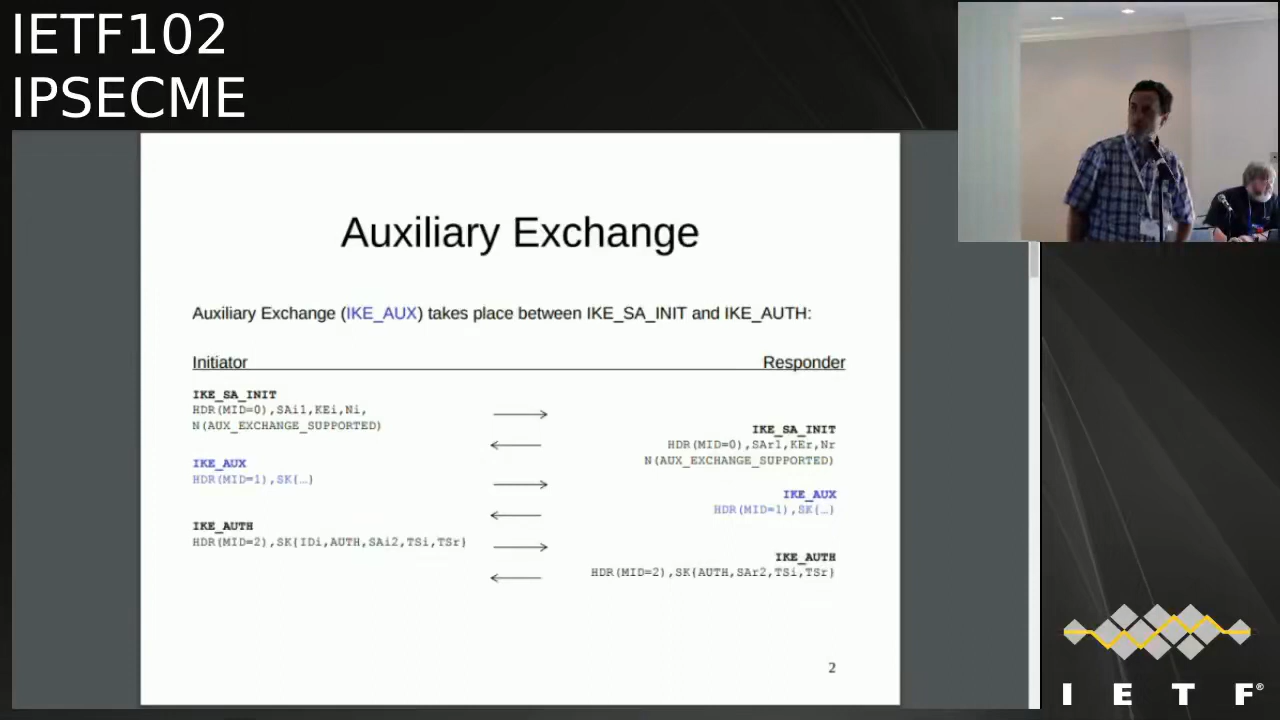 IETF102
IPSECME
Auxiliary Exchange
Auxiliary Exchange (IKE_AUX) takes place between IKE_SA_INIT and IKE_AUTH:
Initiator Responder
IKE_SA_INIT
HDR(MID=0),SAi1,KEi,Ni,
N(AUX_EXCHANGE_SUPPORTED)
IKE_SA_INIT
HDR(MID=0),SAr1,KEr,Nr
N(AUX_EXCHANGE_SUPPORTED)
IKE_AUX
HDR(MID=1),SK{…}
IKE_AUX
HDR(MID=1),SK{…}
IKE_AUTH
HDR(MID=2),SK{IDi,AUTH,SAi2,TSi,TSr}
IKE_AUTH
HDR(MID=2),SK{AUTH,SAr2,TSi,TSr}
2
I E T F®